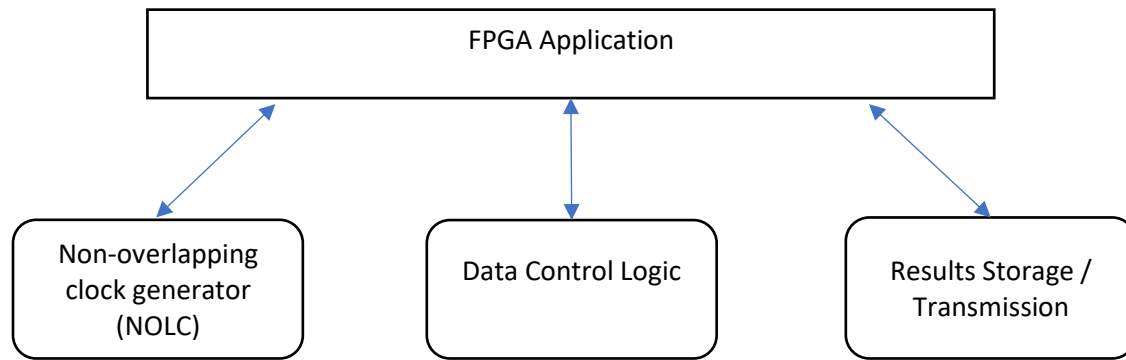 FPGA Application
Non-overlapping
clock generator
(NOLC)
Data Control Logic
Results Storage /
Transmission